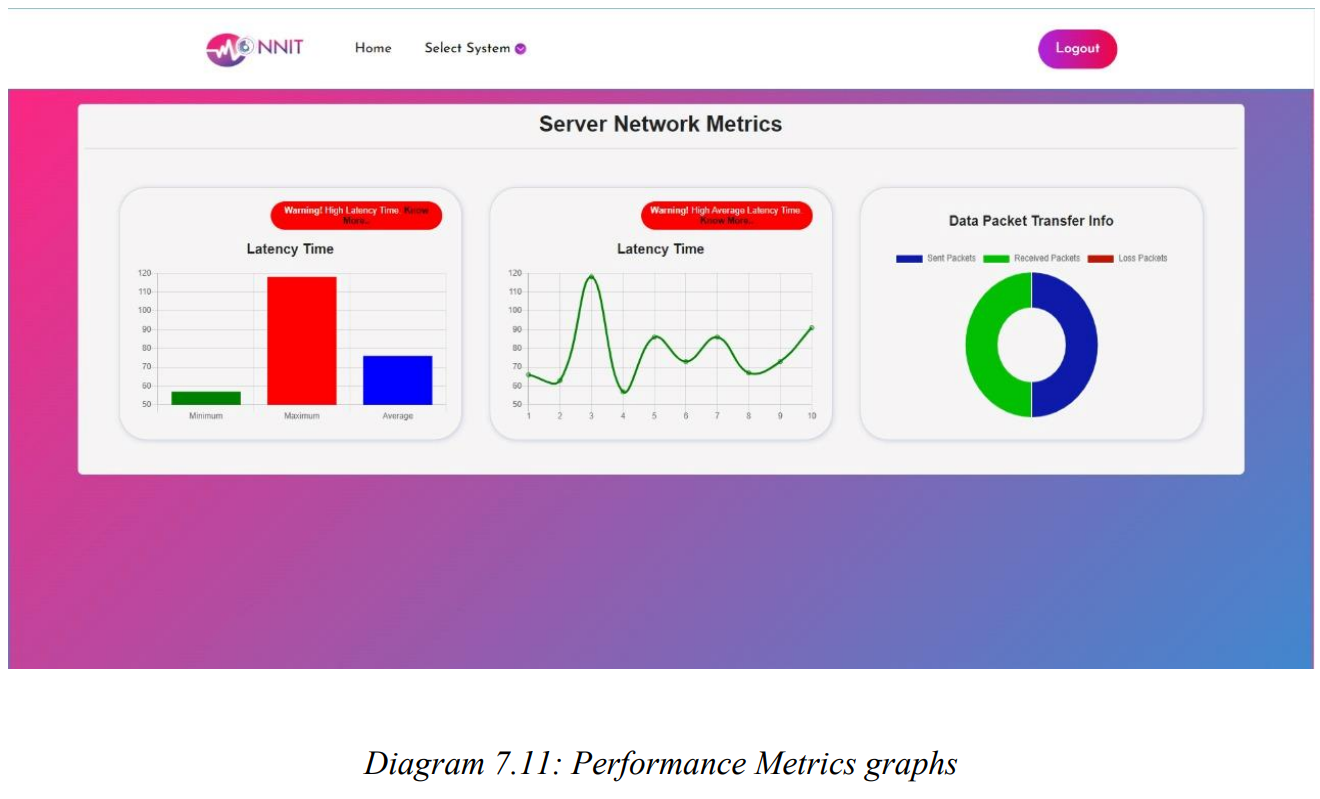 MONNIT
Home
Select System
Logout
Server Network Metrics
Warning! High Latency Time. Know
More..
Latency Time
120
110
100
90
80
70
60
50
Minimum
Maximum
Average
Warning! High Average Latency Time.
Know More..
Latency Time
120
110
100
90
80
70
60
50
1 2 3 4 5 6 7 8 9 10
Data Packet Transfer Info
Sent Packets
Received Packets
Loss Packets
Diagram 7.11: Performance Metrics graphs